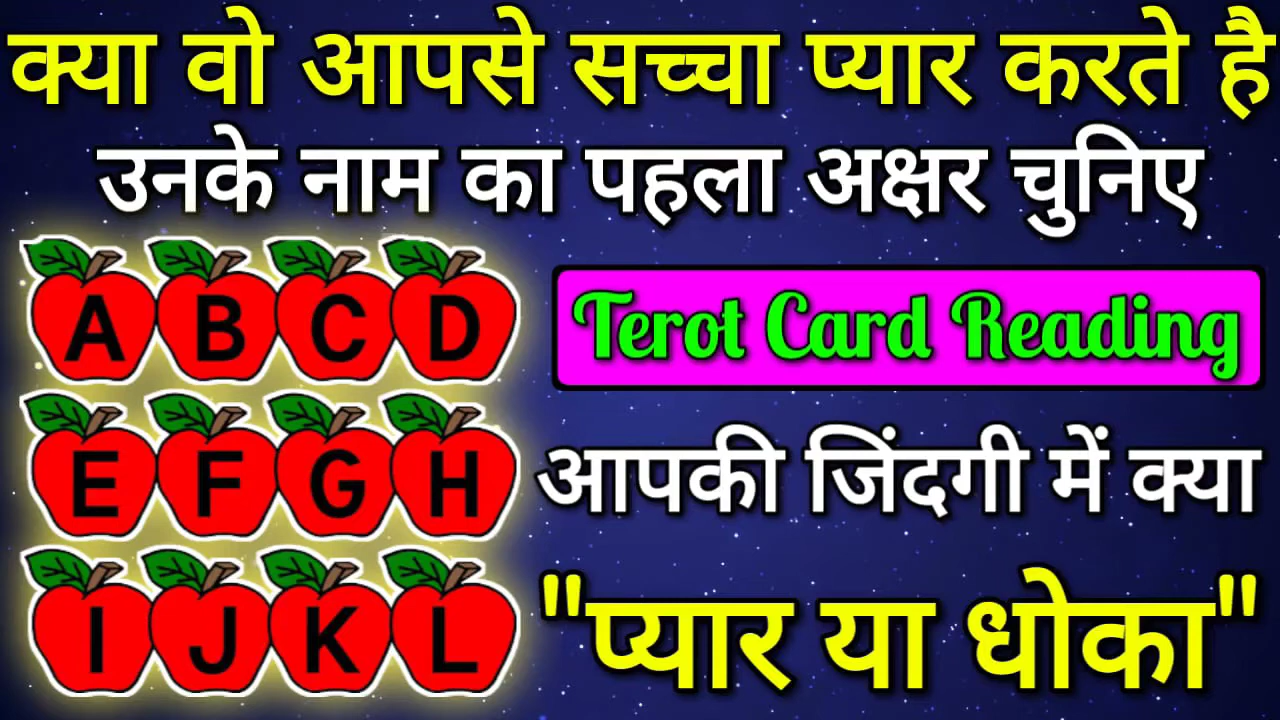 क्या वो आपसे सच्चा प्यार करते है
उनके नाम का पहला अक्षर चुनिए
A B C D
Terot Card Reading
E F G H
आपकी जिंदगी में क्या
I J K L
"प्यार या धोका"